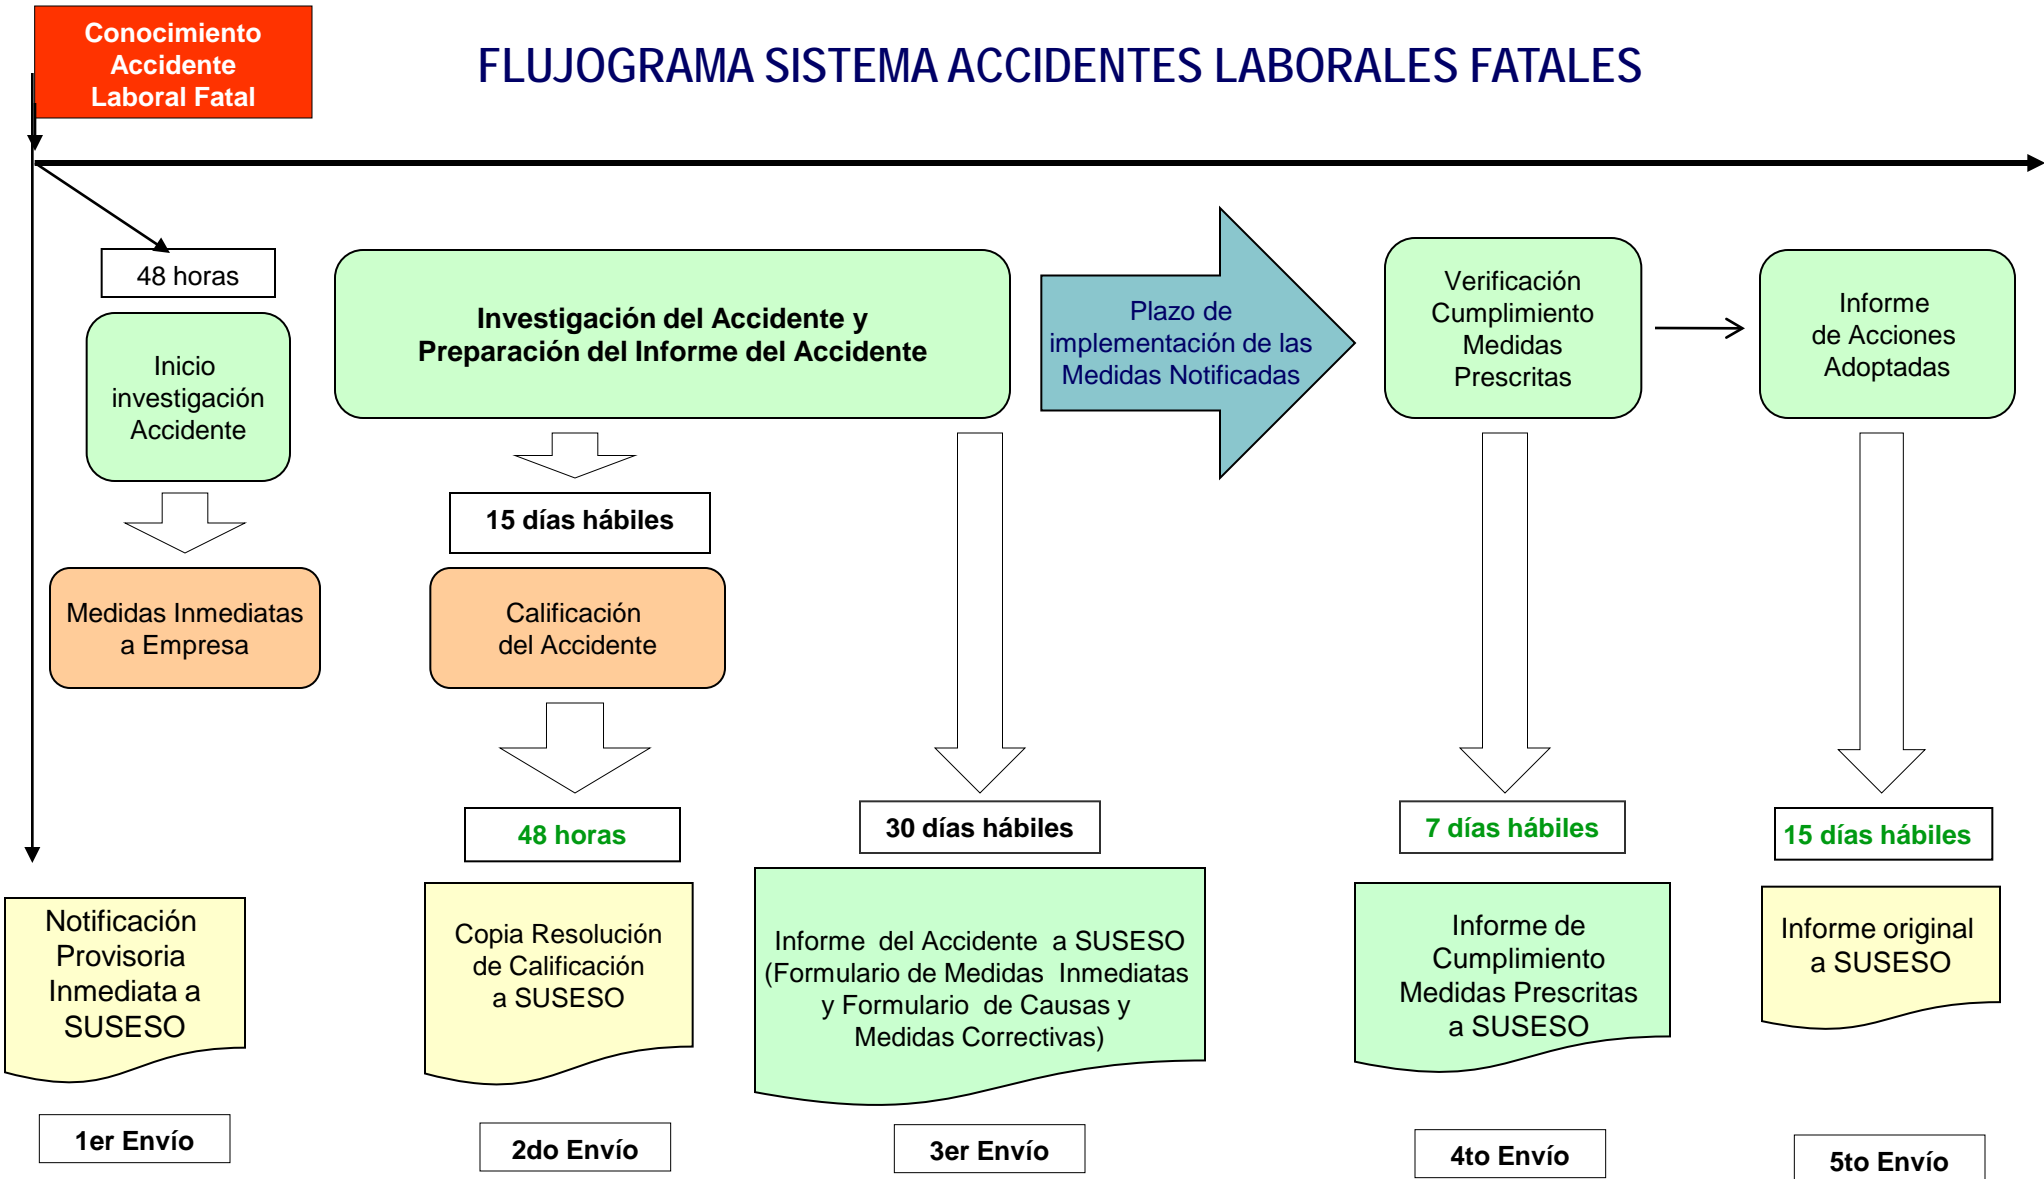 Conocimiento
Accidente
Laboral Fatal
FLUJOGRAMA SISTEMA ACCIDENTES LABORALES FATALES
48 horas
Inicio
investigación
Accidente
Medidas Inmediatas
a Empresa
Investigación del Accidente y
Preparación del Informe del Accidente
15 días hábiles
Calificación
del Accidente
Plazo de
implementación de las
Medidas Notificadas
Verificación
Cumplimiento
Medidas
Prescritas
Informe
de Acciones
Adoptadas
48 horas
30 días hábiles
7 días hábiles
15 días hábiles
Notificación
Provisoria
Inmediata a
SUSESO
Copia Resolución
de Calificación
a SUSESO
Informe del Accidente a SUSESO
(Formulario de Medidas Inmediatas
y Formulario de Causas y
Medidas Correctivas)
Informe de
Cumplimiento
Medidas Prescritas
a SUSESO
Informe original
a SUSESO
1er Envío
2do Envío
3er Envío
4to Envío
5to Envío